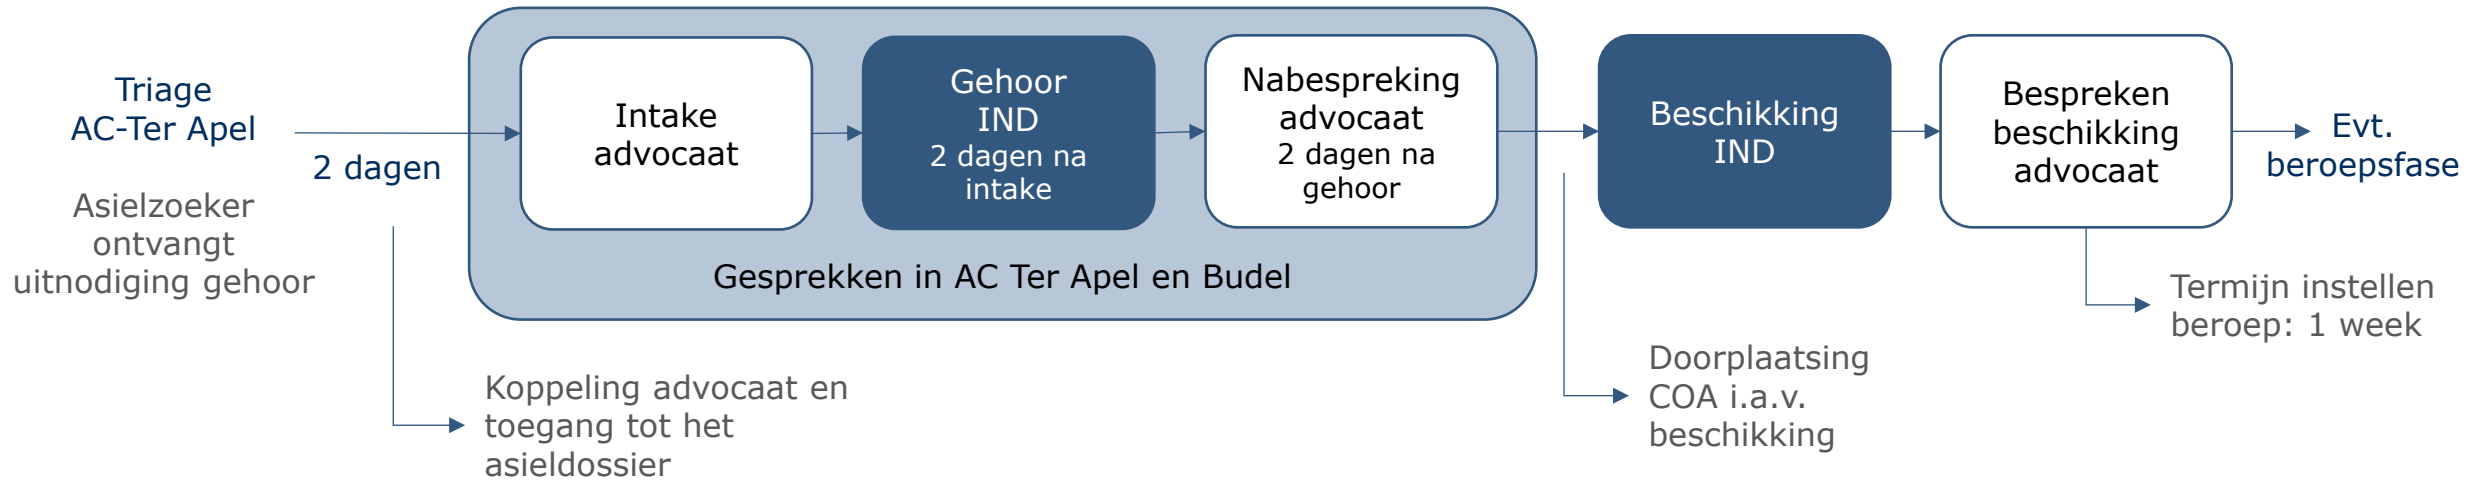 Triage
AC-Ter Apel
2 dagen
Asielzoeker
ontvangt
uitnodiging gehoor
Koppeling advocaat en
toegang tot het
asieldossier
Intake
advocaat
Gehoor
IND
2 dagen na
intake
Nabespreking
advocaat
2 dagen na
gehoor
Gesprekken in AC Ter Apel en Budel
Doorplaatsing
COA i.a.v.
beschikking
Beschikking
IND
Bespreken
beschikking
advocaat
Termijn instellen
beroep: 1 week
Evt.
beroepsfase